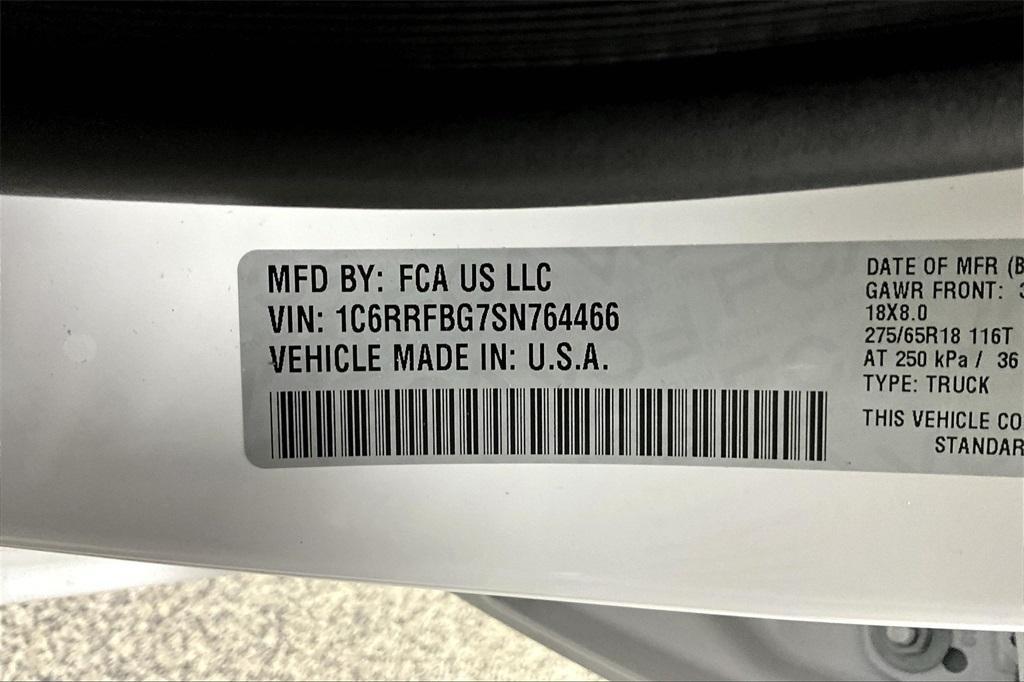 MFD BY: FCA US LLC
VIN: 1C6RRFBG7SN764466
VEHICLE MADE IN: U.S.A.
DATE OF MFR (B
GAWR FRONT:
18X8.0
275/65R18 116T
AT 250 kPa / 36
TYPE: TRUCK
THIS VEHICLE CO
STANDAR